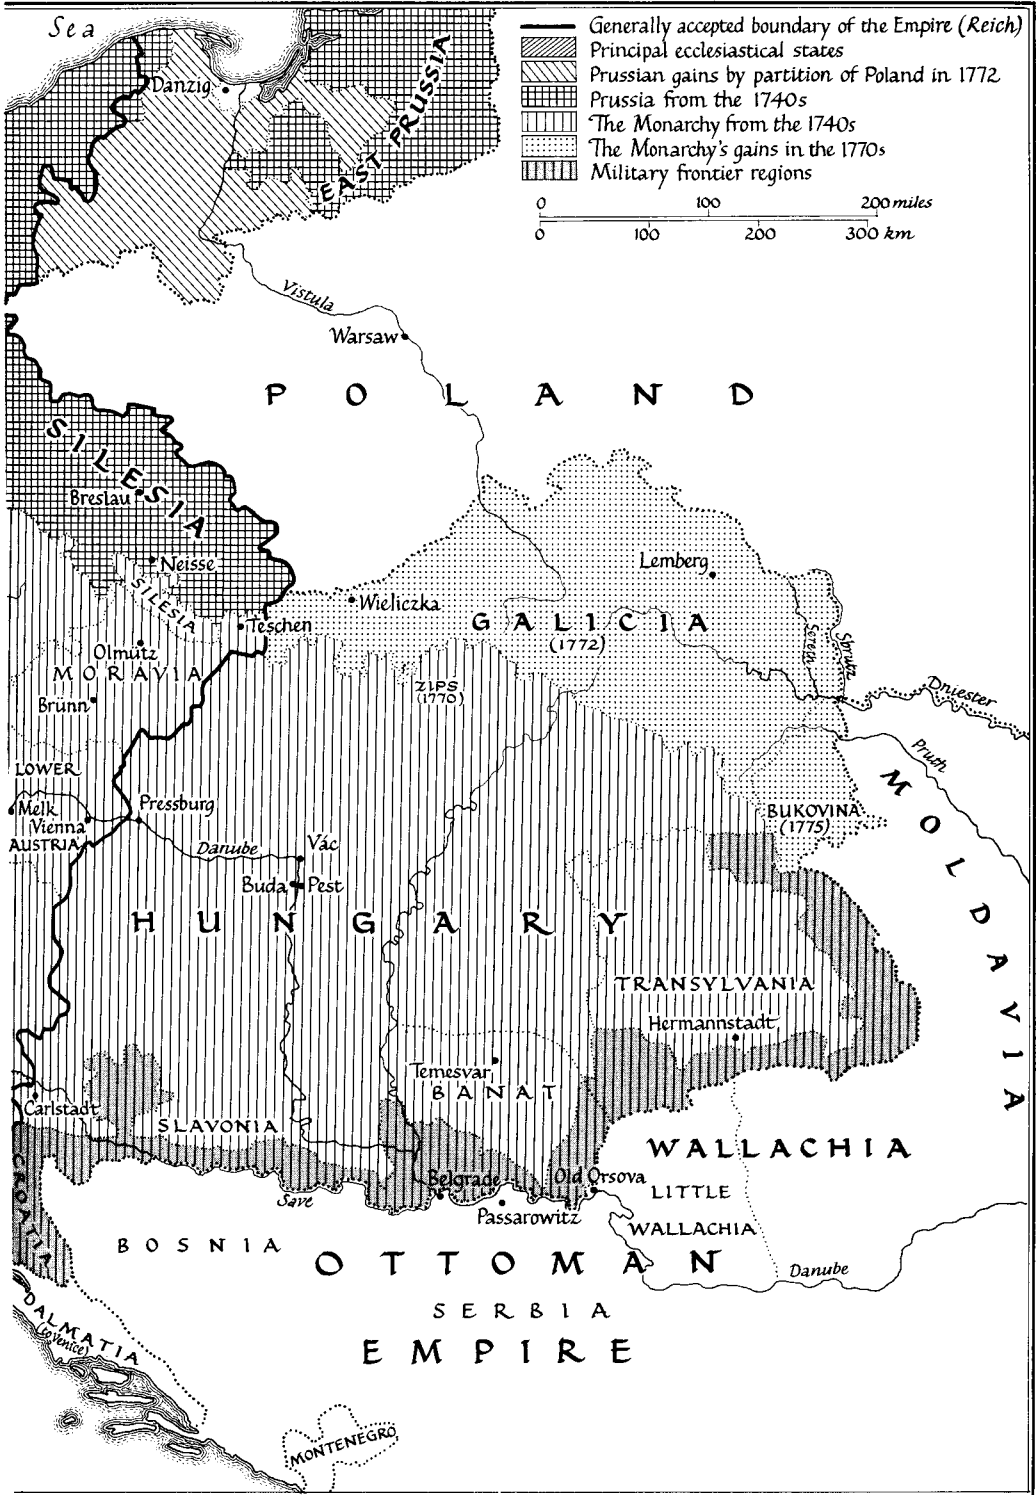 Sea
Generally accepted boundary of the Empire (Reich)
Principal ecclesiastical states
Prussian gains by partition of Poland in 1772
Prussia from the 1740s
The Monarchy from the 1740s
The Monarchy's gains in the 1770s
Military frontier regions
0 100 200 miles
0 100 200 300 km
Danzig
EAST PRUSSIA
Vistula
Warsaw
POLAND
SILESIA
Breslau
Neisse
SILESIA
Teschen
Wieliczka
Lemberg
GALICIA
(1772)
Sereth
Sbrutz
Dniester
Olmütz
MORAVIA
Brünn
ZIPS
(1770)
Pruth
LOWER
Melk
Vienna
AUSTRIA
Pressburg
Danube
Vác
Buda
Pest
BUKOVINA
(1775)
MOLDAVIA
HUNGARY
TRANSYLVANIA
Hermannstadt
Temesvar
BANAT
Carlstadt
SLAVONIA
CROATIA
WALLACHIA
Belgrade
Old Orsova
Save
Passarowitz
LITTLE
WALLACHIA
BOSNIA
OTTOMAN
Danube
SERBIA
EMPIRE
DALMATIA
(to Venice)
MONTENEGRO